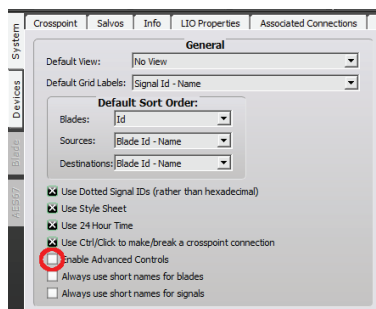 Crosspoint Salvos Info LIO Properties Associated Connections
System
Devices
Blade
AES67
General
Default View: No View
Default Grid Labels: Signal Id - Name
Default Sort Order:
Blades: Id
Sources: Blade Id - Name
Destinations: Blade Id - Name
Use Dotted Signal IDs (rather than hexadecimal)
Use Style Sheet
Use 24 Hour Time
Use Ctrl/Click to make/break a crosspoint connection
Enable Advanced Controls
Always use short names for blades
Always use short names for signals